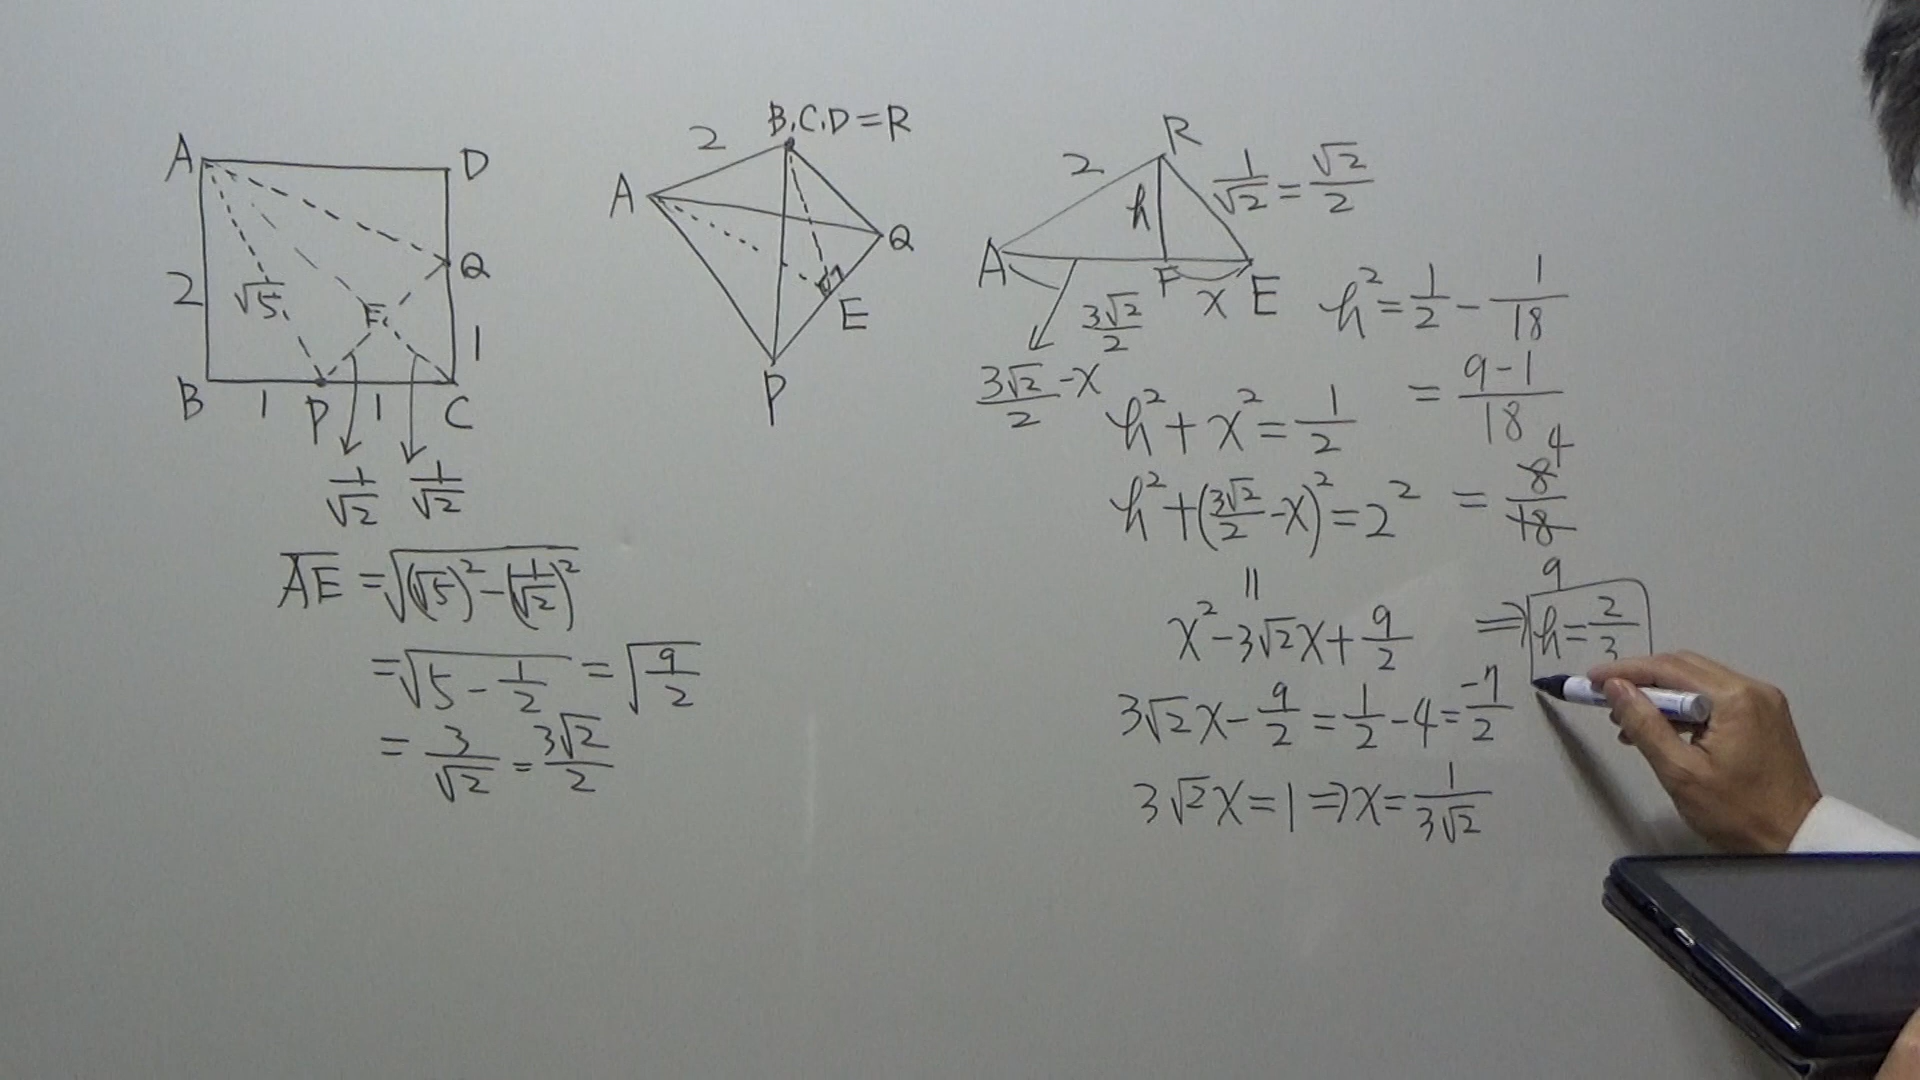 A
D
Q
2
√5
E
1
B
1
P
1
C
1/√2
1/√2
AE = √((√5)² - (1/√2)²)
= √(5 - 1/2) = √(9/2)
= 3/√2 = 3√2/2
B,C,D = R
2
A
Q
E
P
R
2
1/√2 = √2/2
h
A
F
x
E
3√2/2
3√2/2 - x
h² + x² = 1/2
h² + (3√2/2 - x)² = 2²
||
x² - 3√2x + 9/2
3√2x - 9/2 = 1/2 - 4 = -7/2
3√2x = 1 ⇒ x = 1/3√2
h² = 1/2 - 1/18
= 9-1/18
4
= 8/18
9
⇒ h = 2/3